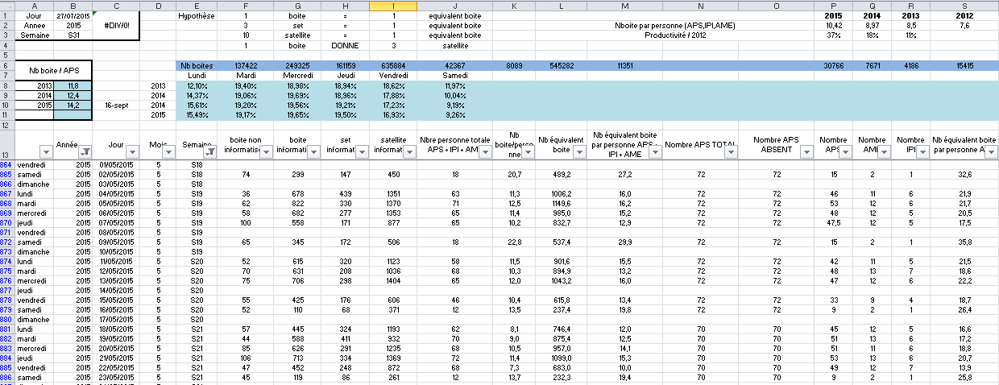 A B C D E F G H I J K L M N O P Q R S
1 Jour 27/07/2015 #DIV/0! Hypothèse 1 boite = 1 equivalent boite 2015 2014 2013 2012
2 Annee 2015 3 set = 1 equivalent boite Nboite par personne (APS,IPI,AME) 10,42 8,97 8,5 7,6
3 Semaine S31 10 satellite = 1 equivalent boite Productivité / 2012 37% 18% 11%
4 1 boite DONNE 3 satellite
5
6 Nb boite / APS Nb boites 137422 249325 161159 635884 42367 8089 545282 11351 30766 7671 4186 15415
7 Lundi Mardi Mercredi Jeudi Vendredi Samedi
8 2013 11,8 2013 12,10% 19,40% 18,98% 18,94% 18,62% 11,97%
9 2014 12,4 2014 14,37% 19,06% 19,69% 18,96% 17,88% 10,04%
10 2015 14,2 16-sept 2014 15,61% 19,20% 19,56% 19,21% 17,23% 9,19%
11 2015 15,49% 19,17% 19,65% 19,50% 16,93% 9,26%
12
13 Année Jour Mois Semaine boite non informatis boite informati set informat satellite informati Nbre personne totale APS + IPI + AM Nb boite/perso nne Nb équivalent boite Nb équivalent boite par personne APS + IPI + AME Nombre APS TOTAL Nombre APS ABSENT Nombre APS Nombre AM Nombre IPI Nb équivalent boite par personne A
864 vendredi 2015 01/05/2015 5 S18
865 samedi 2015 02/05/2015 5 S18 74 299 147 450 18 20,7 489,2 27,2 72 72 15 2 1 32,6
866 dimanche 2015 03/05/2015 5 S18
867 lundi 2015 04/05/2015 5 S19 36 678 439 1351 63 11,3 1006,2 16,0 72 72 46 11 6 21,9
868 mardi 2015 05/05/2015 5 S19 62 822 330 1370 71 12,5 1149,6 16,2 72 72 53 12 6 21,7
869 mercredi 2015 06/05/2015 5 S19 58 682 277 1353 65 11,4 985,0 15,2 72 72 48 12 5 20,5
870 jeudi 2015 07/05/2015 5 S19 100 558 171 877 65 10,2 832,7 12,9 72 72 47,5 12 5 17,5
871 vendredi 2015 08/05/2015 5 S19
872 samedi 2015 09/05/2015 5 S19 65 345 172 506 18 22,8 537,4 29,9 72 72 15 2 1 35,8
873 dimanche 2015 10/05/2015 5 S19
874 lundi 2015 11/05/2015 5 S20 52 615 320 1123 58 11,5 901,6 15,5 72 72 42 11 5 21,5
875 mardi 2015 12/05/2015 5 S20 70 631 208 1036 68 10,3 894,9 13,2 72 72 48 13 7 18,6
876 mercredi 2015 13/05/2015 5 S20 75 706 298 1404 65 12,0 1043,2 16,0 72 72 47 12 6 22,2
877 jeudi 2015 14/05/2015 5 S20
878 vendredi 2015 15/05/2015 5 S20 55 425 176 606 46 10,4 615,8 13,4 72 72 33 9 4 18,7
879 samedi 2015 16/05/2015 5 S20 52 110 68 371 12 13,5 237,4 19,8 72 72 9 2 1 26,4
880 dimanche 2015 17/05/2015 5 S20
881 lundi 2015 18/05/2015 5 S21 57 445 324 1193 62 8,1 746,4 12,0 70 70 45 12 5 16,6
882 mardi 2015 19/05/2015 5 S21 44 588 411 932 70 9,0 875,4 12,5 70 70 51 13 6 17,2
883 mercredi 2015 20/05/2015 5 S21 85 626 291 1235 68 10,5 957,0 14,1 70 70 51 11 6 18,8
884 jeudi 2015 21/05/2015 5 S21 106 713 334 1369 72 11,4 1099,0 15,3 70 70 53 13 6 20,7
885 vendredi 2015 22/05/2015 5 S21 47 452 248 872 68 7,3 683,0 10,0 70 70 49 12 7 13,9
886 samedi 2015 23/05/2015 5 S21 45 119 86 261 12 13,7 232,3 19,4 70 70 9 2 1 25,8